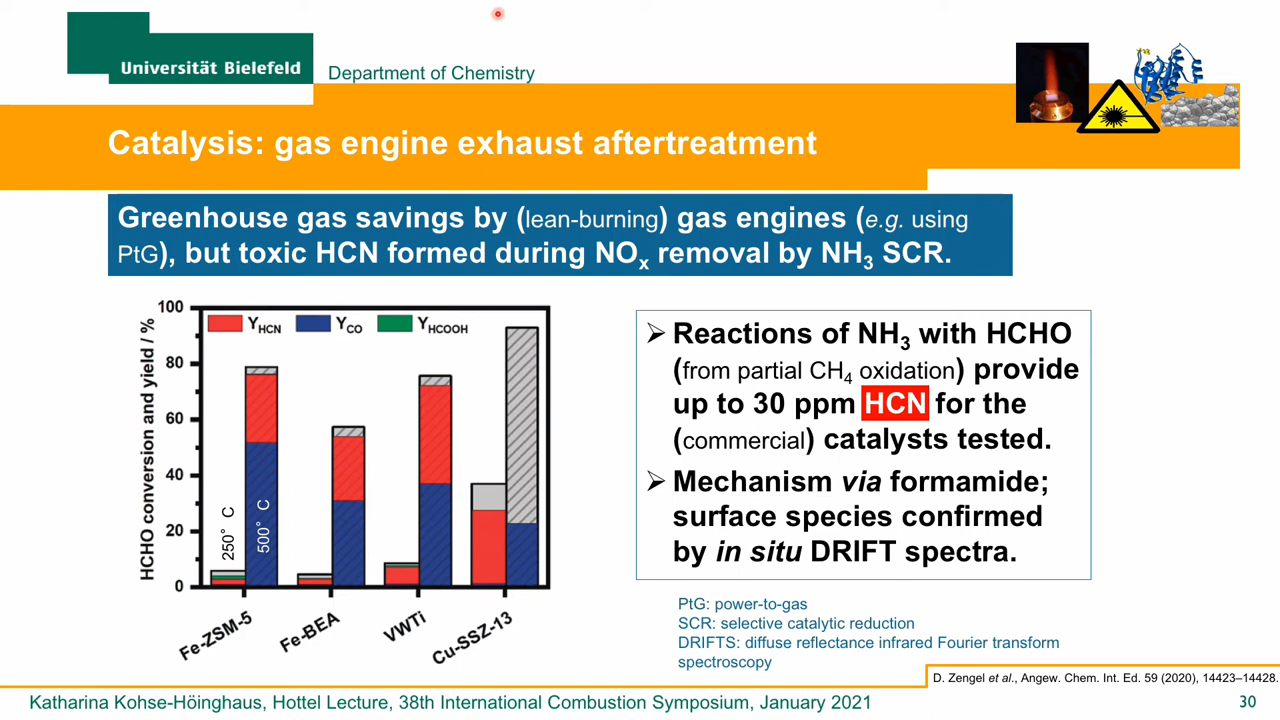 Universität Bielefeld
Department of Chemistry
Catalysis: gas engine exhaust aftertreatment
Greenhouse gas savings by (lean-burning) gas engines (e.g. using
PtG), but toxic HCN formed during NOx removal by NH3 SCR.
HCHO conversion and yield / %
100
80
60
40
20
0
YHCN YCO YHCOOH
250° C
500° C
Fe-ZSM-5
Fe-BEA
VWTi
Cu-SSZ-13
➢ Reactions of NH3 with HCHO
(from partial CH4 oxidation) provide
up to 30 ppm HCN for the
(commercial) catalysts tested.
➢ Mechanism via formamide;
surface species confirmed
by in situ DRIFT spectra.
PtG: power-to-gas
SCR: selective catalytic reduction
DRIFTS: diffuse reflectance infrared Fourier transform
spectroscopy
D. Zengel et al., Angew. Chem. Int. Ed. 59 (2020), 14423–14428.
Katharina Kohse-Höinghaus, Hottel Lecture, 38th International Combustion Symposium, January 2021
30